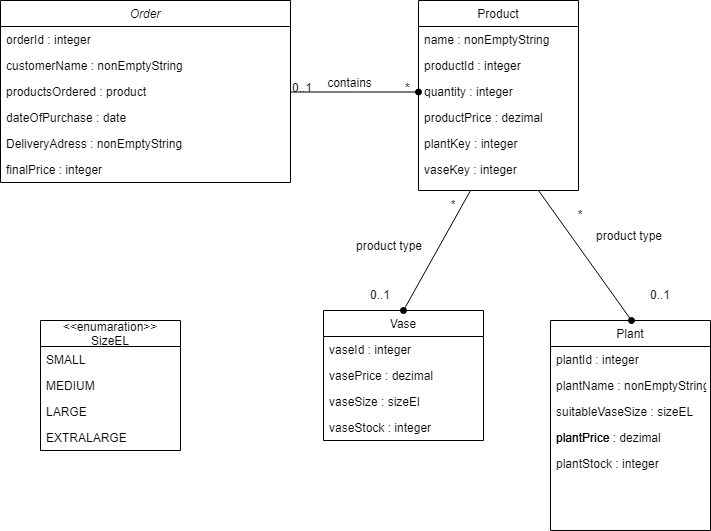 Order
orderId : integer
customerName : nonEmptyString
productsOrdered : product
dateOfPurchase : date
DeliveryAdress : nonEmptyString
finalPrice : integer
0..1
contains
*
Product
name : nonEmptyString
productId : integer
quantity : integer
productPrice : dezimal
plantKey : integer
vaseKey : integer
*
product type
0..1
*
product type
0..1
<<enumaration>>
SizeEL
SMALL
MEDIUM
LARGE
EXTRALARGE
Vase
vaseId : integer
vasePrice : dezimal
vaseSize : sizeEl
vaseStock : integer
Plant
plantId : integer
plantName : nonEmptyString
suitableVaseSize : sizeEL
plantPrice : dezimal
plantStock : integer